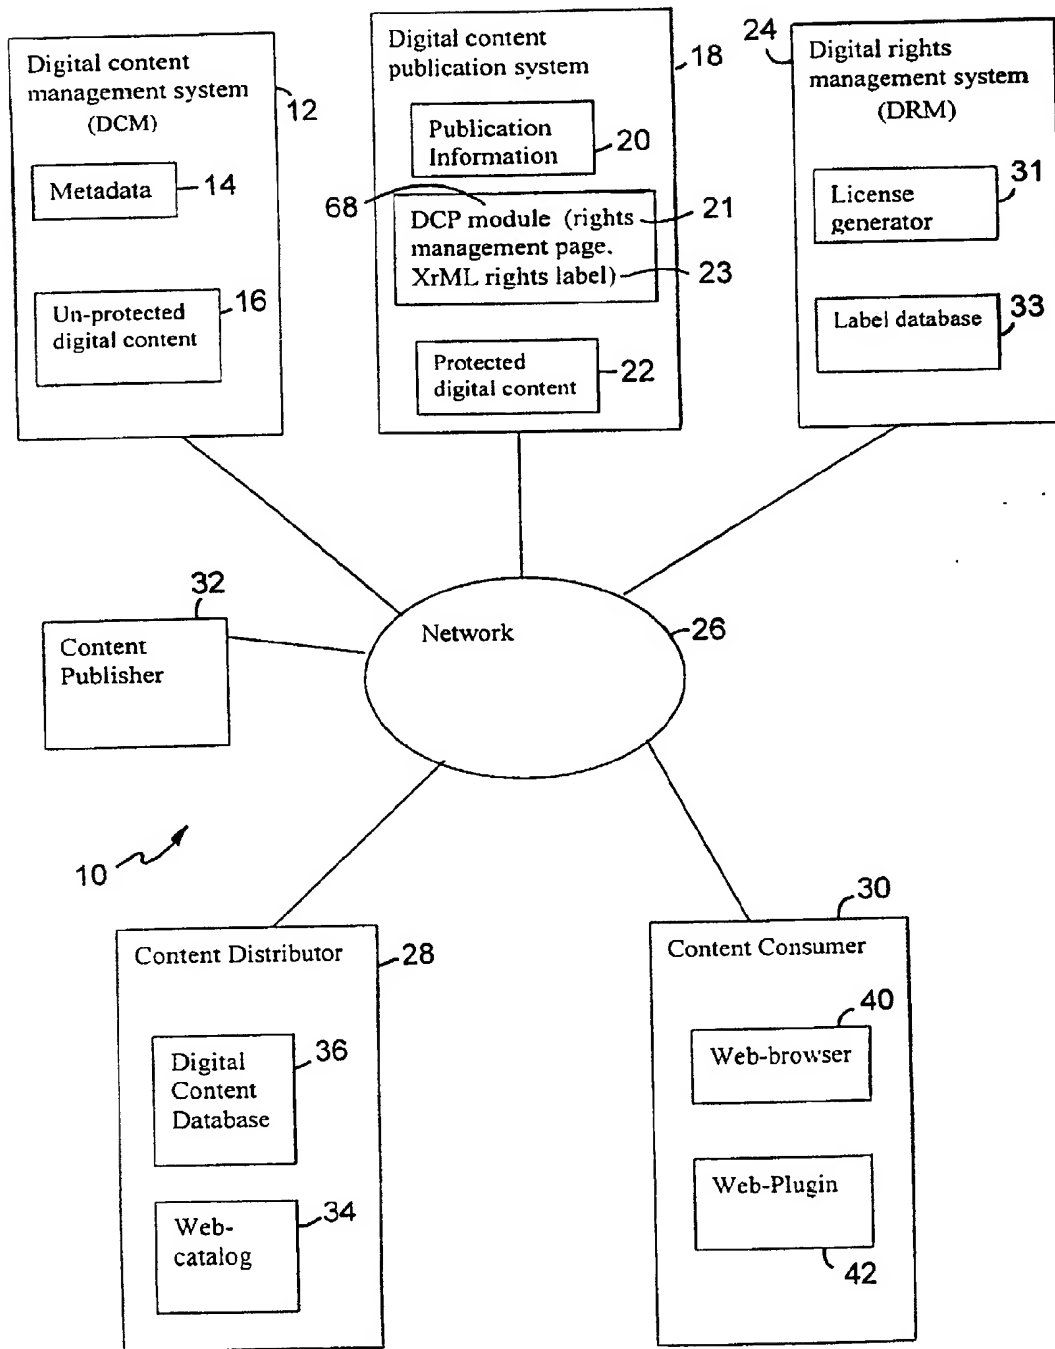 Digital content
management system
(DCM)
12
Metadata
14
Un-protected
digital content
16
Digital content
publication system
18
Publication
Information
20
68
DCP module (rights
management page,
XrML rights label)
21
23
Protected
digital content
22
24
Digital rights
management system
(DRM)
License
generator
31
Label database
33
32
Content
Publisher
Network
26
10
Content Distributor
28
Digital
Content
Database
36
Web-
catalog
34
30
Content Consumer
40
Web-browser
Web-Plugin
42